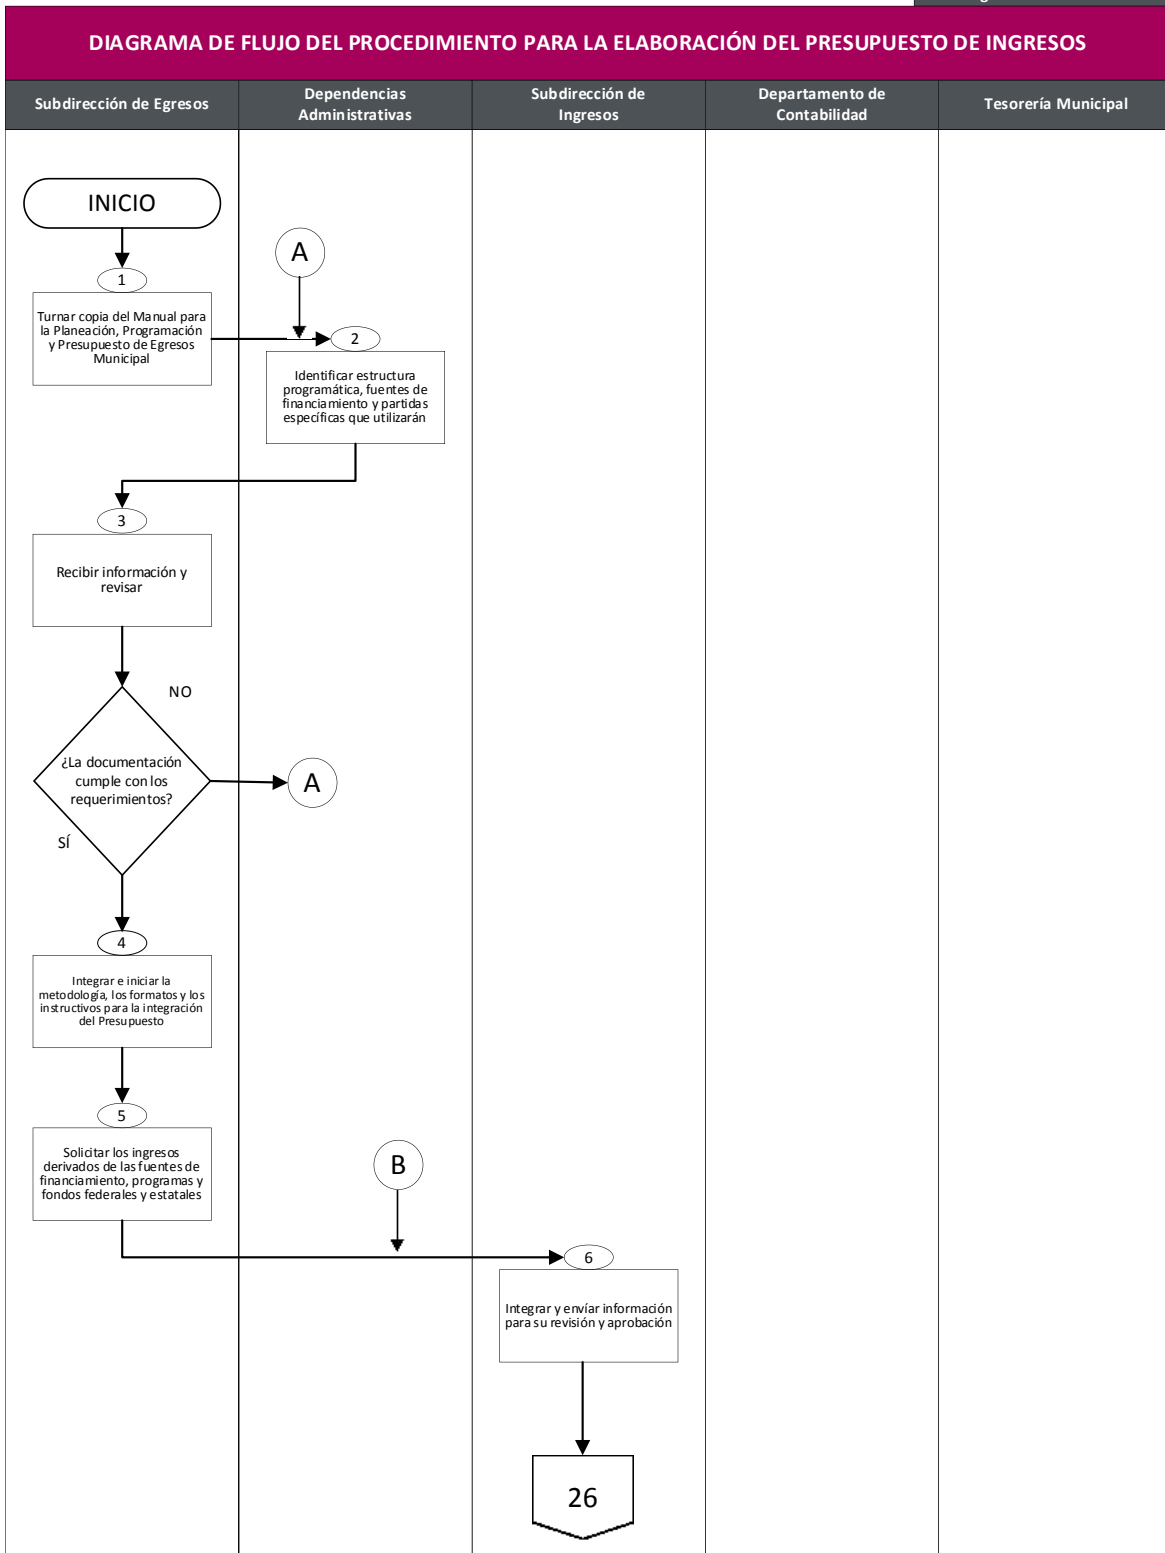 DIAGRAMA DE FLUJO DEL PROCEDIMIENTO PARA LA ELABORACIÓN DEL PRESUPUESTO DE INGRESOS
Subdirección de Egresos
Dependencias
Administrativas
Subdirección de
Ingresos
Departamento de
Contabilidad
Tesorería Municipal
INICIO
A
1
Turnar copia del Manual para
la Planeación, Programación
y Presupuesto de Egresos
Municipal
2
Identificar estructura
programática, fuentes de
financiamiento y partidas
específicas que utilizarán
3
Recibir información y
revisar
NO
¿La documentación
cumple con los
requerimientos?
A
SÍ
4
Integrar e iniciar la
metodología, los formatos y los
instructivos para la integración
del Presupuesto
5
Solicitar los ingresos
derivados de las fuentes de
financiamiento, programas y
fondos federales y estatales
B
6
Integrar y envíar información
para su revisión y aprobación
26